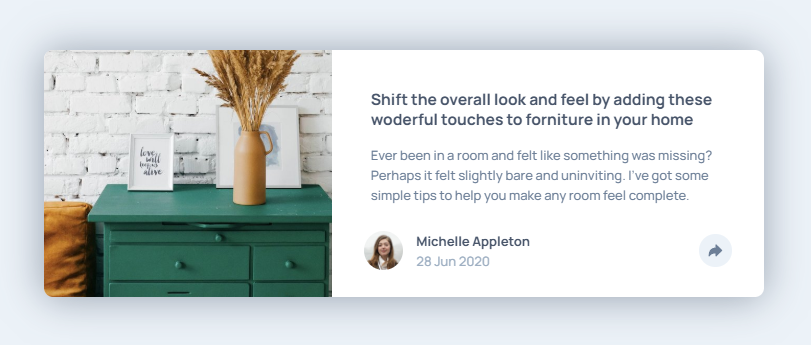 love
will
keep us
alive
Shift the overall look and feel by adding these
woderful touches to forniture in your home
Ever been in a room and felt like something was missing?
Perhaps it felt slightly bare and uninviting. I've got some
simple tips to help you make any room feel complete.
Michelle Appleton
28 Jun 2020